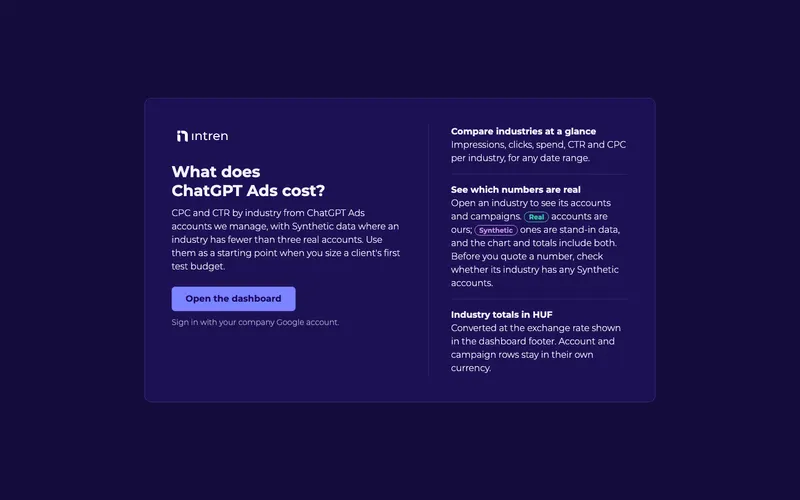 intren
What does
ChatGPT Ads cost?
CPC and CTR by industry from ChatGPT Ads
accounts we manage, with Synthetic data where an
industry has fewer than three real accounts. Use
them as a starting point when you size a client's first
test budget.
Open the dashboard
Sign in with your company Google account.
Compare industries at a glance
Impressions, clicks, spend, CTR and CPC
per industry, for any date range.
See which numbers are real
Open an industry to see its accounts
and campaigns. Real accounts are
ours; Synthetic ones are stand-in data,
and the chart and totals include both.
Before you quote a number, check
whether its industry has any Synthetic
accounts.
Industry totals in HUF
Converted at the exchange rate shown
in the dashboard footer. Account and
campaign rows stay in their own
currency.